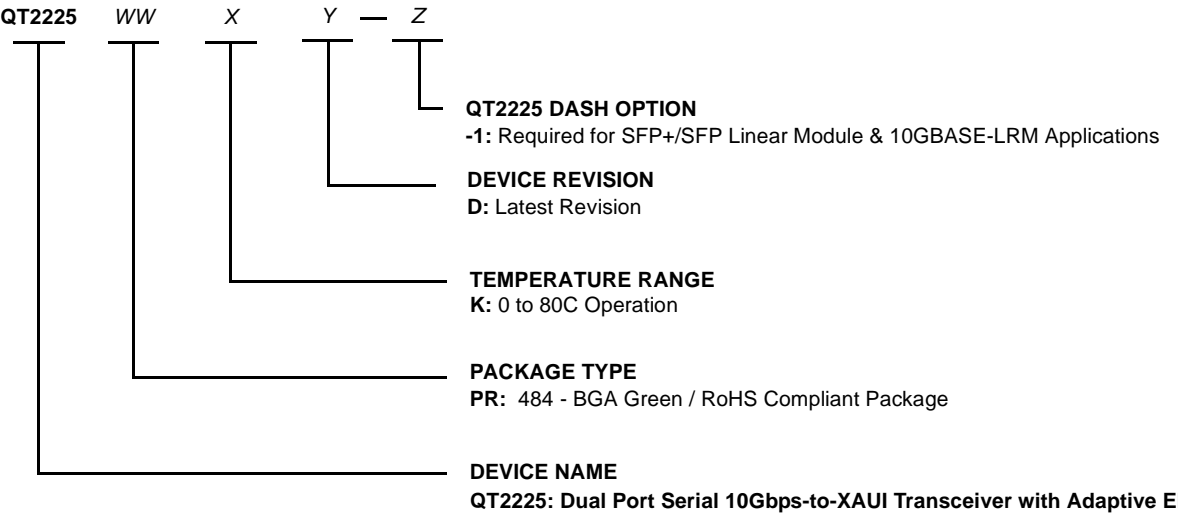 QT2225 WW X Y — Z
QT2225 DASH OPTION
-1: Required for SFP+/SFP Linear Module & 10GBASE-LRM Applications
DEVICE REVISION
D: Latest Revision
TEMPERATURE RANGE
K: 0 to 80C Operation
PACKAGE TYPE
PR: 484 - BGA Green / RoHS Compliant Package
DEVICE NAME
QT2225: Dual Port Serial 10Gbps-to-XAUI Transceiver with Adaptive E